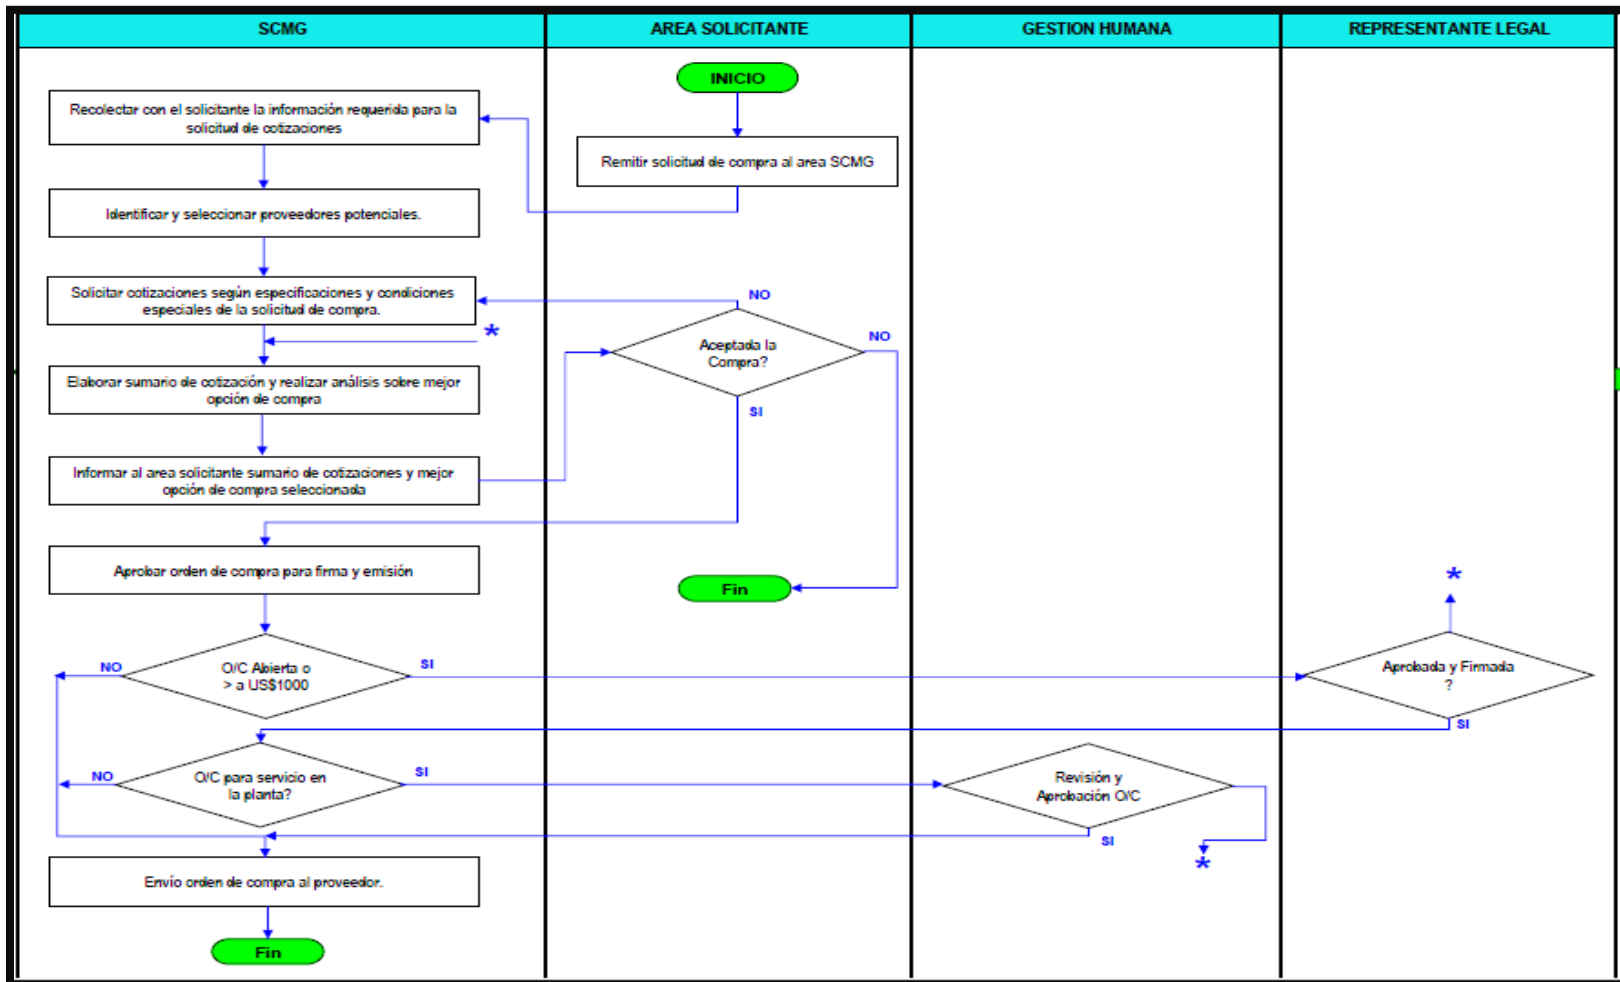 SCMG
AREA SOLICITANTE
GESTION HUMANA
REPRESENTANTE LEGAL
INICIO
Recolectar con el solicitante la información requerida para la
solicitud de cotizaciones
Remitir solicitud de compra al area SCMG
Identificar y seleccionar proveedores potenciales.
Solicitar cotizaciones según especificaciones y condiciones
especiales de la solicitud de compra.
*
NO
Aceptada la
Compra?
NO
SI
Elaborar sumario de cotización y realizar análisis sobre mejor
opción de compra
Informar al area solicitante sumario de cotizaciones y mejor
opción de compra seleccionada
Aprobar orden de compra para firma y emisión
Fin
*
NO
O/C Abierta o
> a US$1000
SI
Aprobada y Firmada
?
SI
NO
O/C para servicio en
la planta?
SI
Revisión y
Aprobación O/C
SI
*
Envío orden de compra al proveedor.
Fin